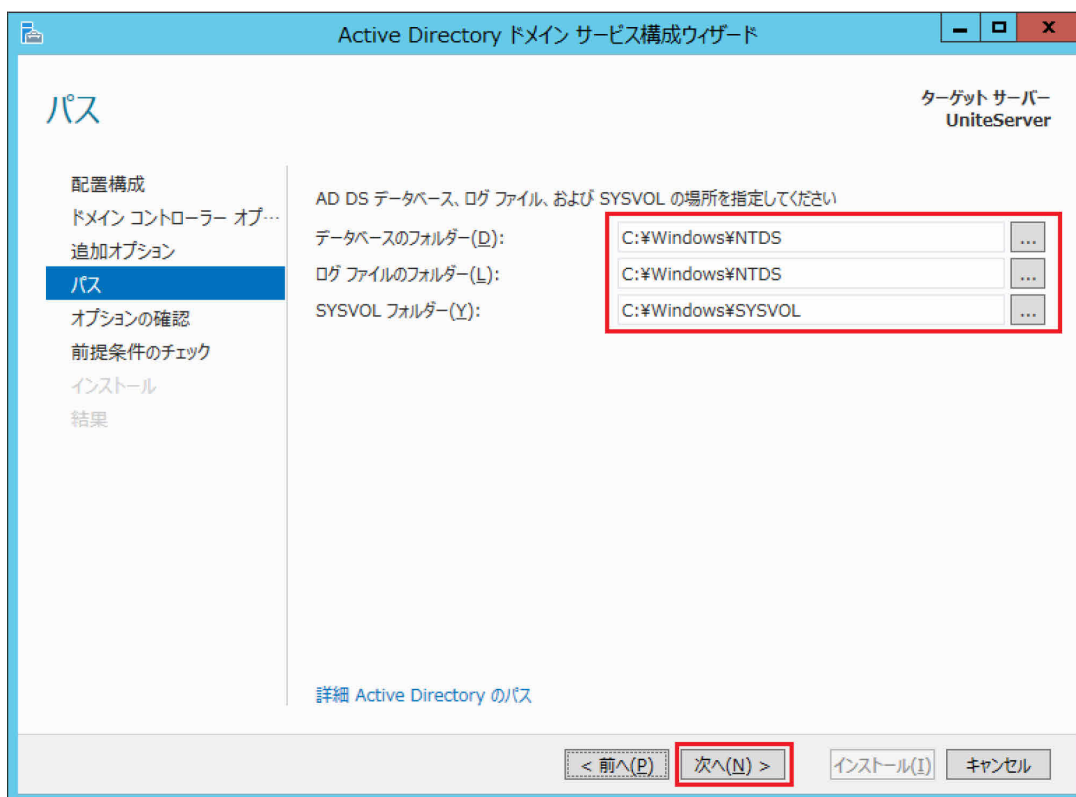 Active Directory ドメイン サービス構成ウィザード
パス
ターゲット サーバー
UniteServer
配置構成
ドメイン コントローラー オプ…
追加オプション
パス
オプションの確認
前提条件のチェック
インストール
結果
AD DS データベース、ログ ファイル、および SYSVOL の場所を指定してください
データベースのフォルダー(D): C:¥Windows¥NTDS ...
ログ ファイルのフォルダー(L): C:¥Windows¥NTDS ...
SYSVOL フォルダー(Y): C:¥Windows¥SYSVOL ...
詳細 Active Directory のパス
< 前へ(P) 次へ(N) > インストール(I) キャンセル